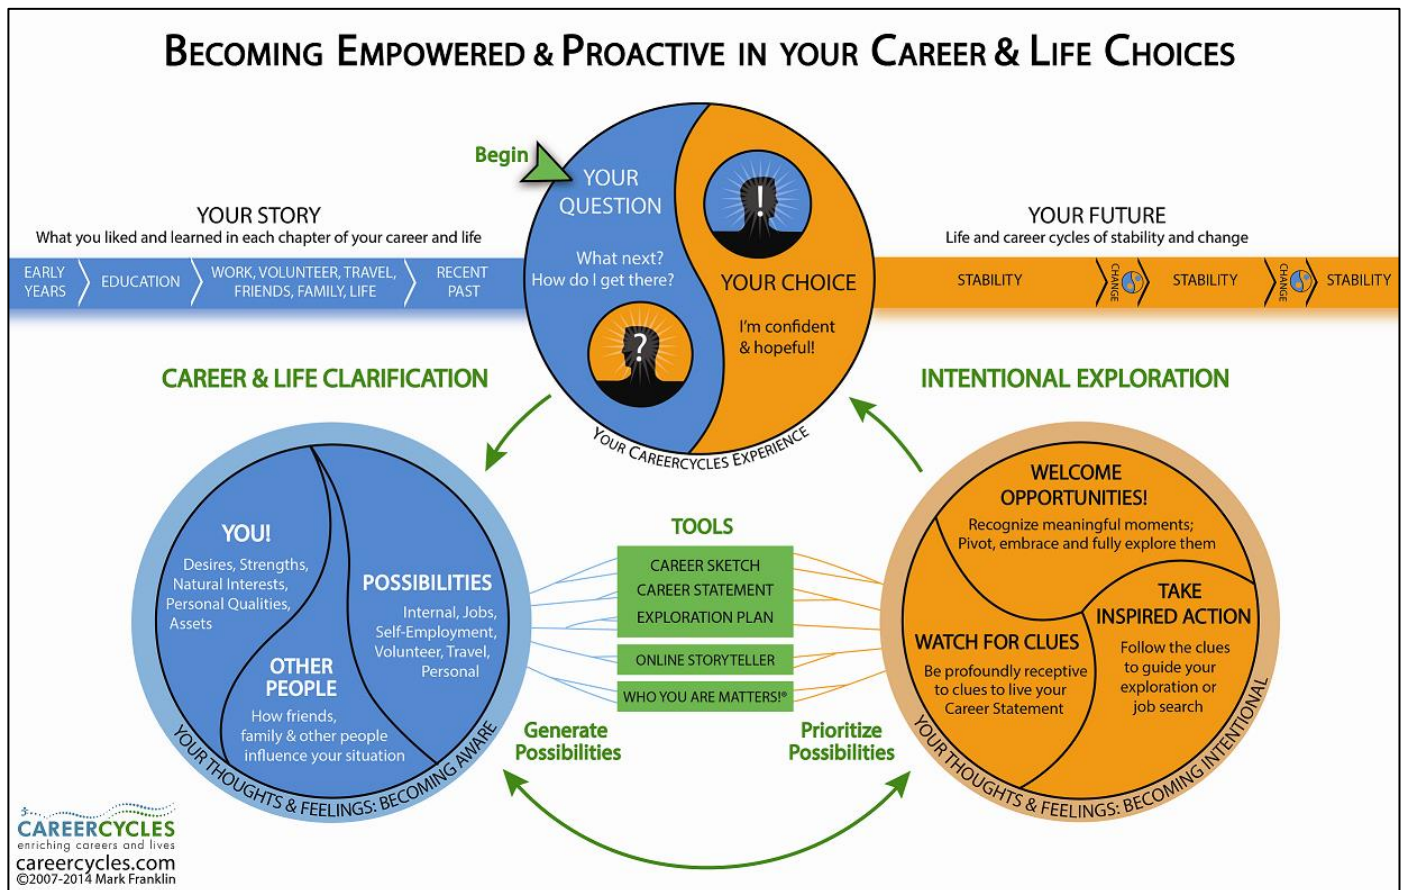 BECOMING EMPOWERED & PROACTIVE IN YOUR CAREER & LIFE CHOICES
Begin
YOUR
QUESTION
What next?
How do I get there?
?
!
YOUR CHOICE
I'm confident
& hopeful!
YOUR CAREERCYCLES EXPERIENCE
YOUR STORY
What you liked and learned in each chapter of your career and life
EARLY
YEARS
EDUCATION
WORK, VOLUNTEER, TRAVEL,
FRIENDS, FAMILY, LIFE
RECENT
PAST
YOUR FUTURE
Life and career cycles of stability and change
STABILITY
CHANGE
STABILITY
CHANGE
STABILITY
CAREER & LIFE CLARIFICATION
YOU!
Desires, Strengths,
Natural Interests,
Personal Qualities,
Assets
OTHER
PEOPLE
How friends,
family & other people
influence your situation
POSSIBILITIES
Internal, Jobs,
Self-Employment,
Volunteer, Travel,
Personal
YOUR THOUGHTS & FEELINGS: BECOMING AWARE
TOOLS
CAREER SKETCH
CAREER STATEMENT
EXPLORATION PLAN
ONLINE STORYTELLER
WHO YOU ARE MATTERS!®
Generate
Possibilities
Prioritize
Possibilities
INTENTIONAL EXPLORATION
WELCOME
OPPORTUNITIES!
Recognize meaningful moments;
Pivot, embrace and fully explore them
WATCH FOR CLUES
Be profoundly receptive
to clues to live your
Career Statement
TAKE
INSPIRED ACTION
Follow the clues
to guide your
exploration or
job search
YOUR THOUGHTS & FEELINGS: BECOMING INTENTIONAL
CAREERCYCLES
enriching careers and lives
careercycles.com
©2007-2014 Mark Franklin